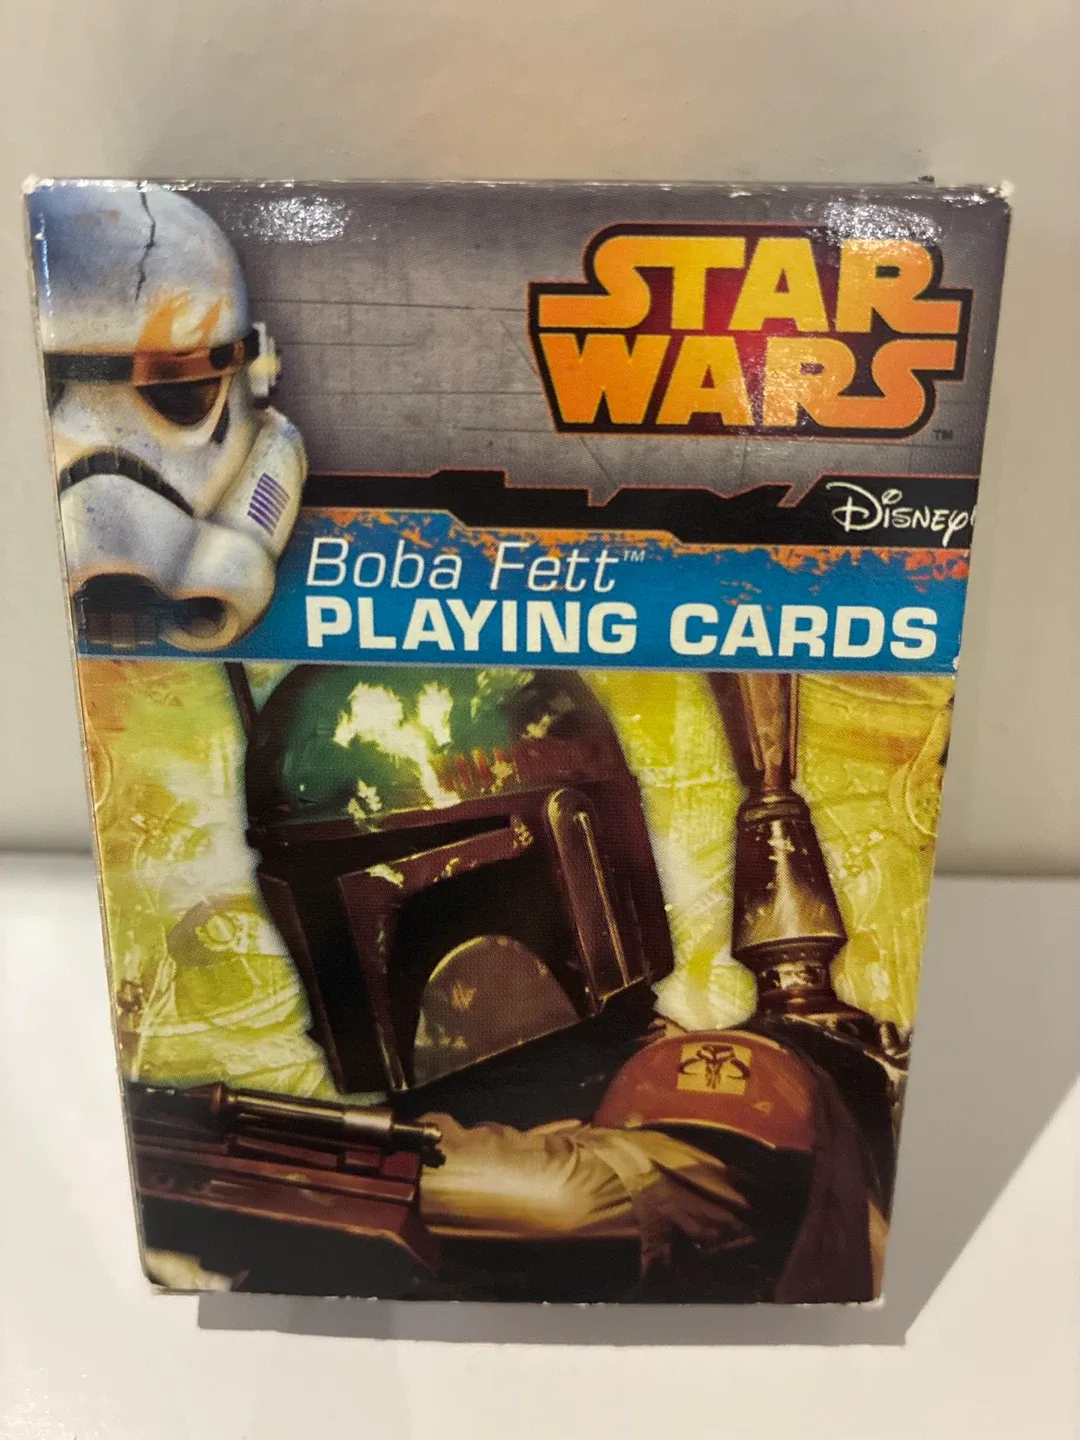 STAR
WARS
TM
Disney
Boba Fett™
PLAYING CARDS